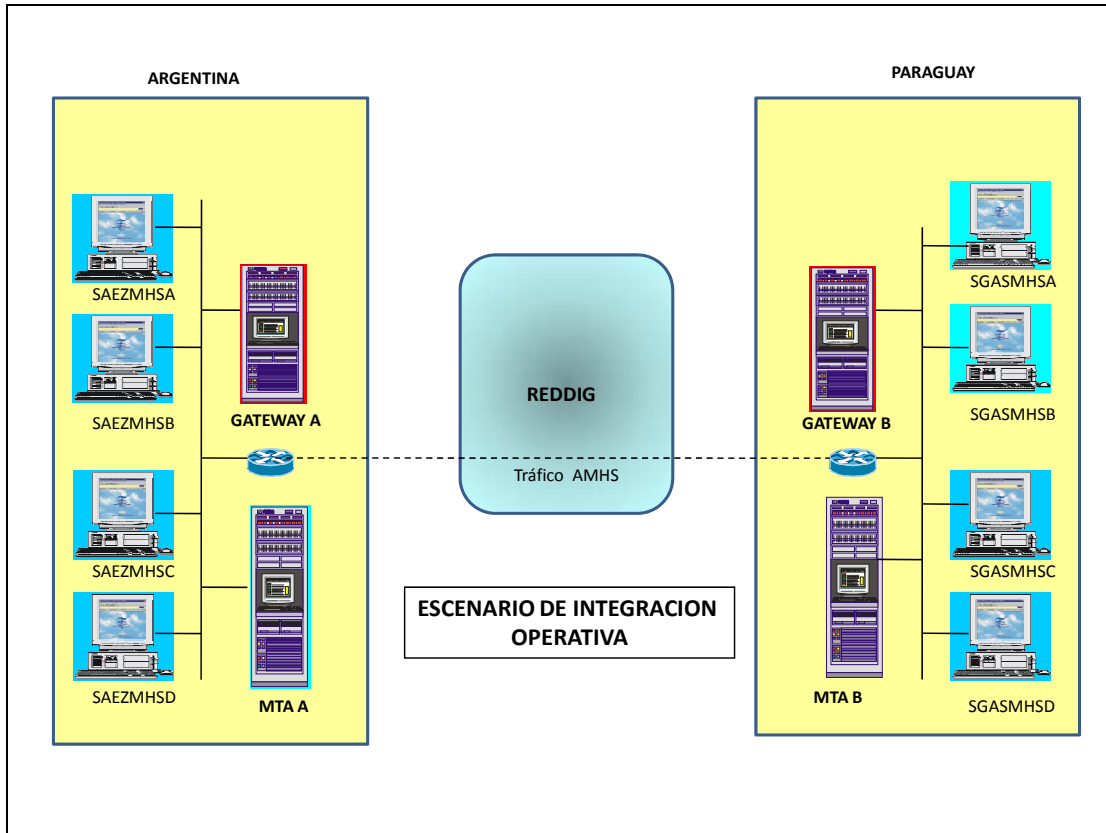 ARGENTINA
SAEZMHSA
SAEZMHSB
GATEWAY A
SAEZMHSC
SAEZMHSD
MTA A
REDDIG
Tráfico AMHS
ESCENARIO DE INTEGRACION
OPERATIVA
PARAGUAY
SGASMHSA
GATEWAY B
SGASMHSB
SGASMHSC
MTA B
SGASMHSD